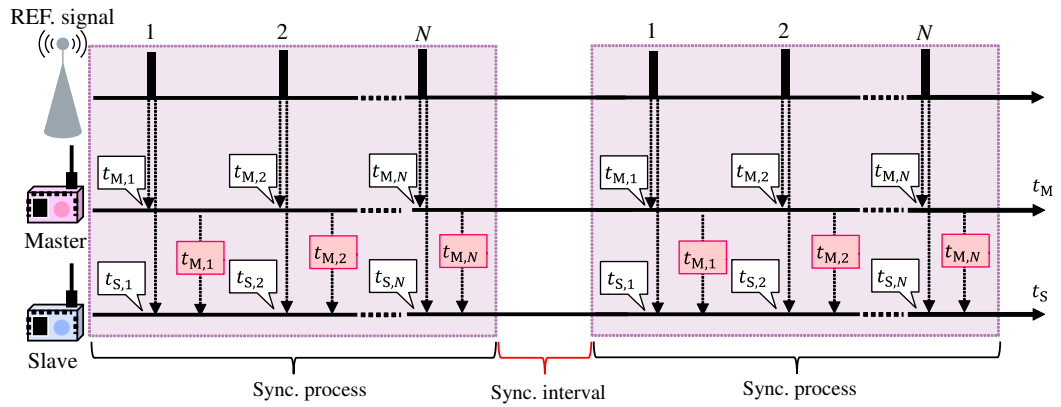 REF. signal
1 2 N 1 2 N
t_M,1 t_M,2 t_M,N t_M,1 t_M,2 t_M,N t_M
Master
t_M,1 t_M,2 t_M,N t_M,1 t_M,2 t_M,N
t_S,1 t_S,2 t_S,N t_S,1 t_S,2 t_S,N t_S
Slave
Sync. process Sync. interval Sync. process